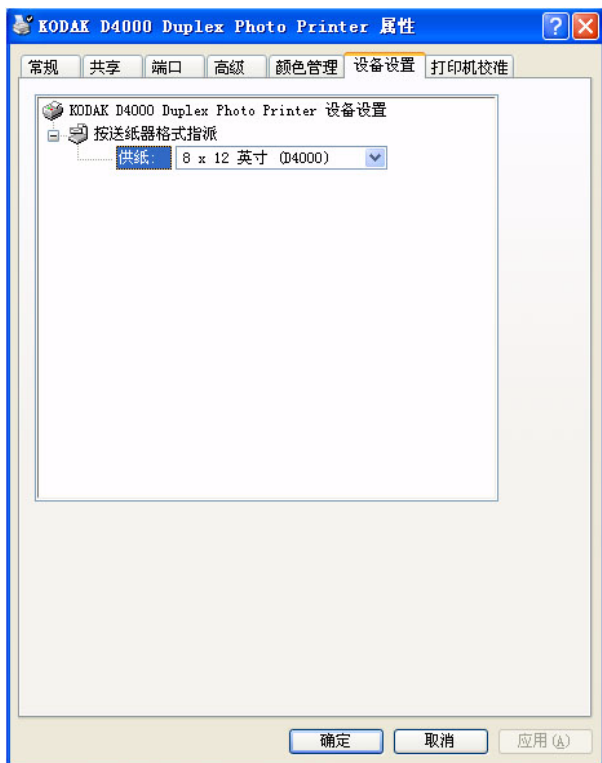 KODAK D4000 Duplex Photo Printer 属性
常规 共享 端口 高级 颜色管理 设备设置 打印机校准
KODAK D4000 Duplex Photo Printer 设备设置
按送纸器格式指派
供纸: 8 x 12 英寸 (D4000)
确定 取消 应用(A)